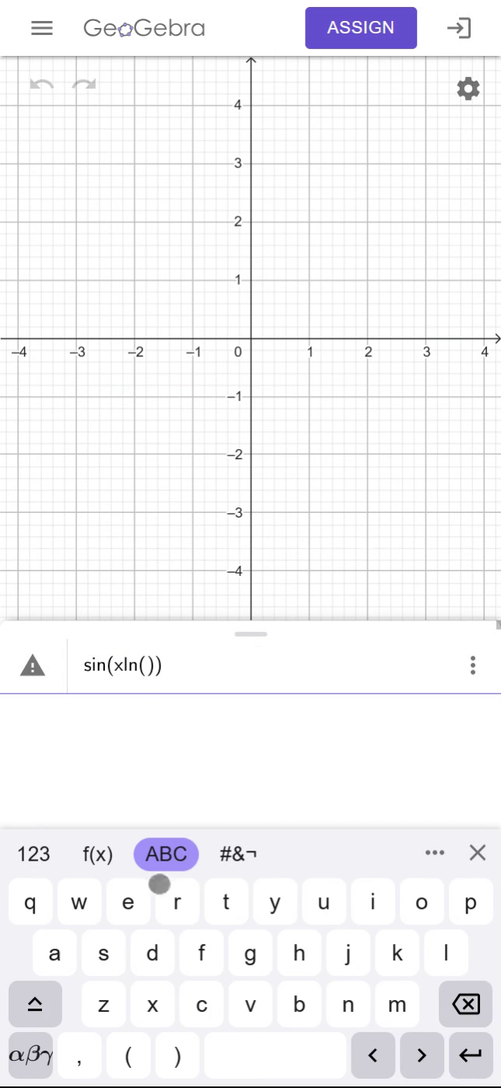 GeoGebra ASSIGN
4
3
2
1
–4 –3 –2 –1 0 1 2 3 4
–1
–2
–3
–4
sin(xln())
123 f(x) ABC #&¬
q w e r t y u i o p
a s d f g h j k l
z x c v b n m
αβγ , ( )